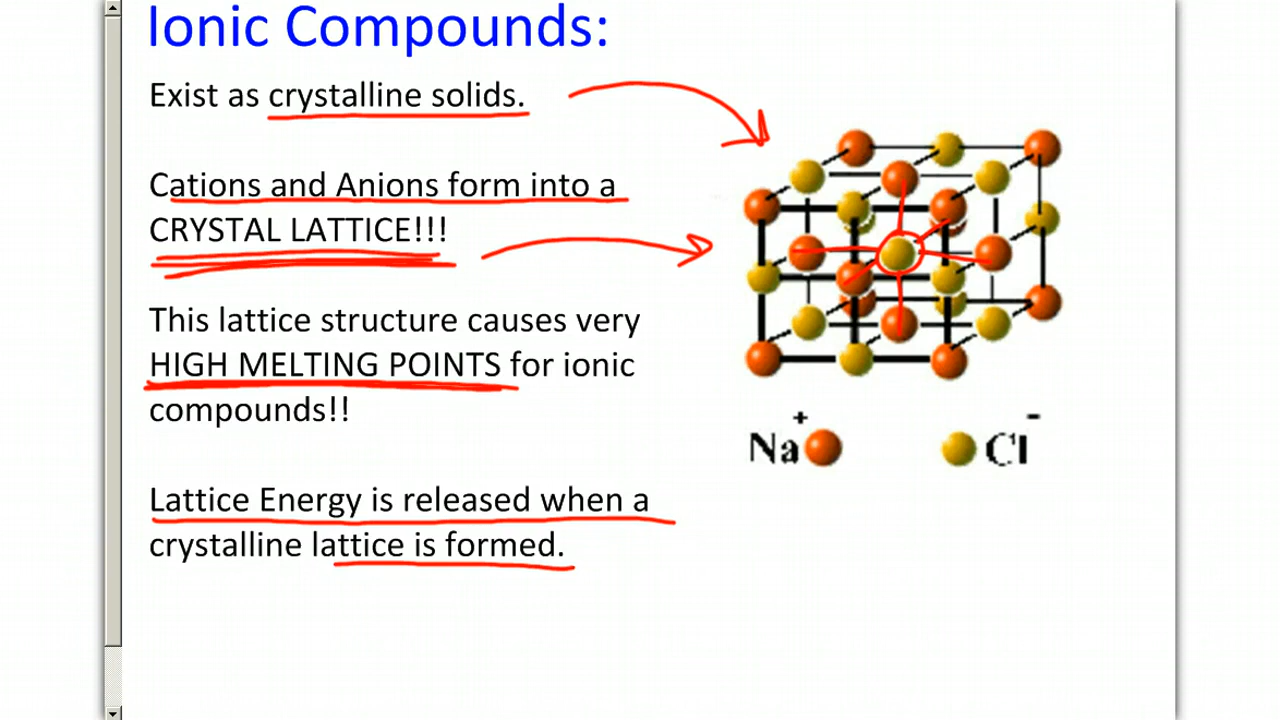 Ionic Compounds:
Exist as crystalline solids.
Cations and Anions form into a
CRYSTAL LATTICE!!!
This lattice structure causes very
HIGH MELTING POINTS for ionic
compounds!!
Lattice Energy is released when a
crystalline lattice is formed.
Na+ Cl-